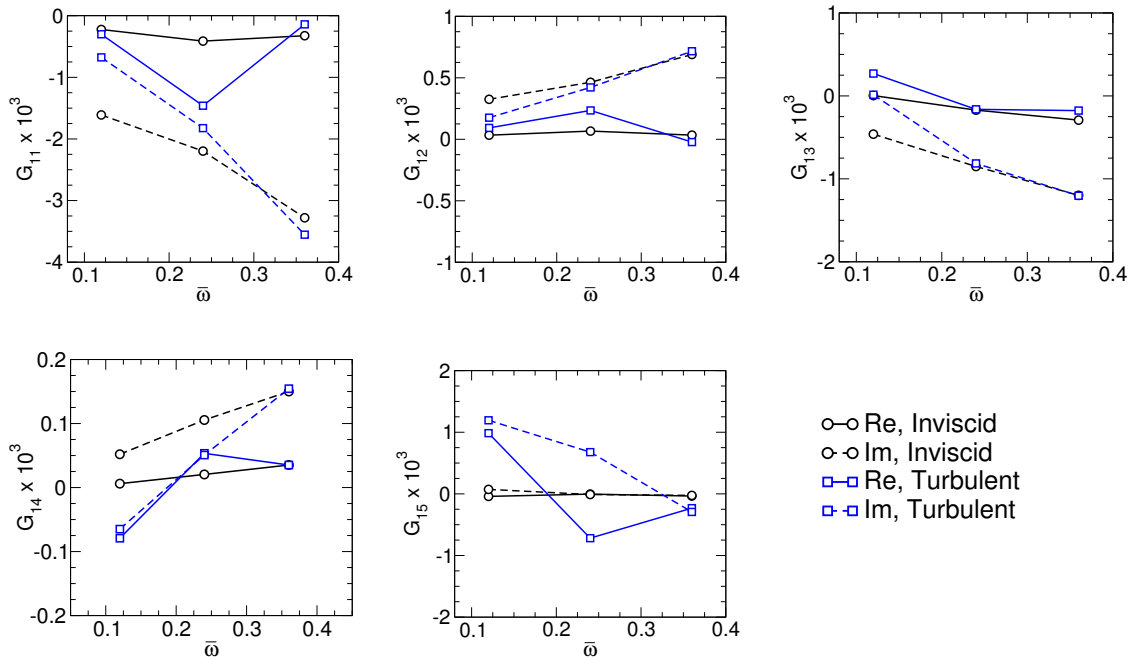 0
-1
-2
-3
-4
G11 x 10^3
0.1 0.2 0.3 0.4
ω̄
1
0.5
0
0.5
-1
G12 x 10^3
0.1 0.2 0.3 0.4
ω̄
1
0
-1
-2
G13 x 10^3
0.1 0.2 0.3 0.4
ω̄
0.2
0.1
0
-0.1
-0.2
G14 x 10^3
0.1 0.2 0.3 0.4
ω̄
2
1
0
-1
-2
G15 x 10^3
0.1 0.2 0.3 0.4
ω̄
Re, Inviscid
Im, Inviscid
Re, Turbulent
Im, Turbulent